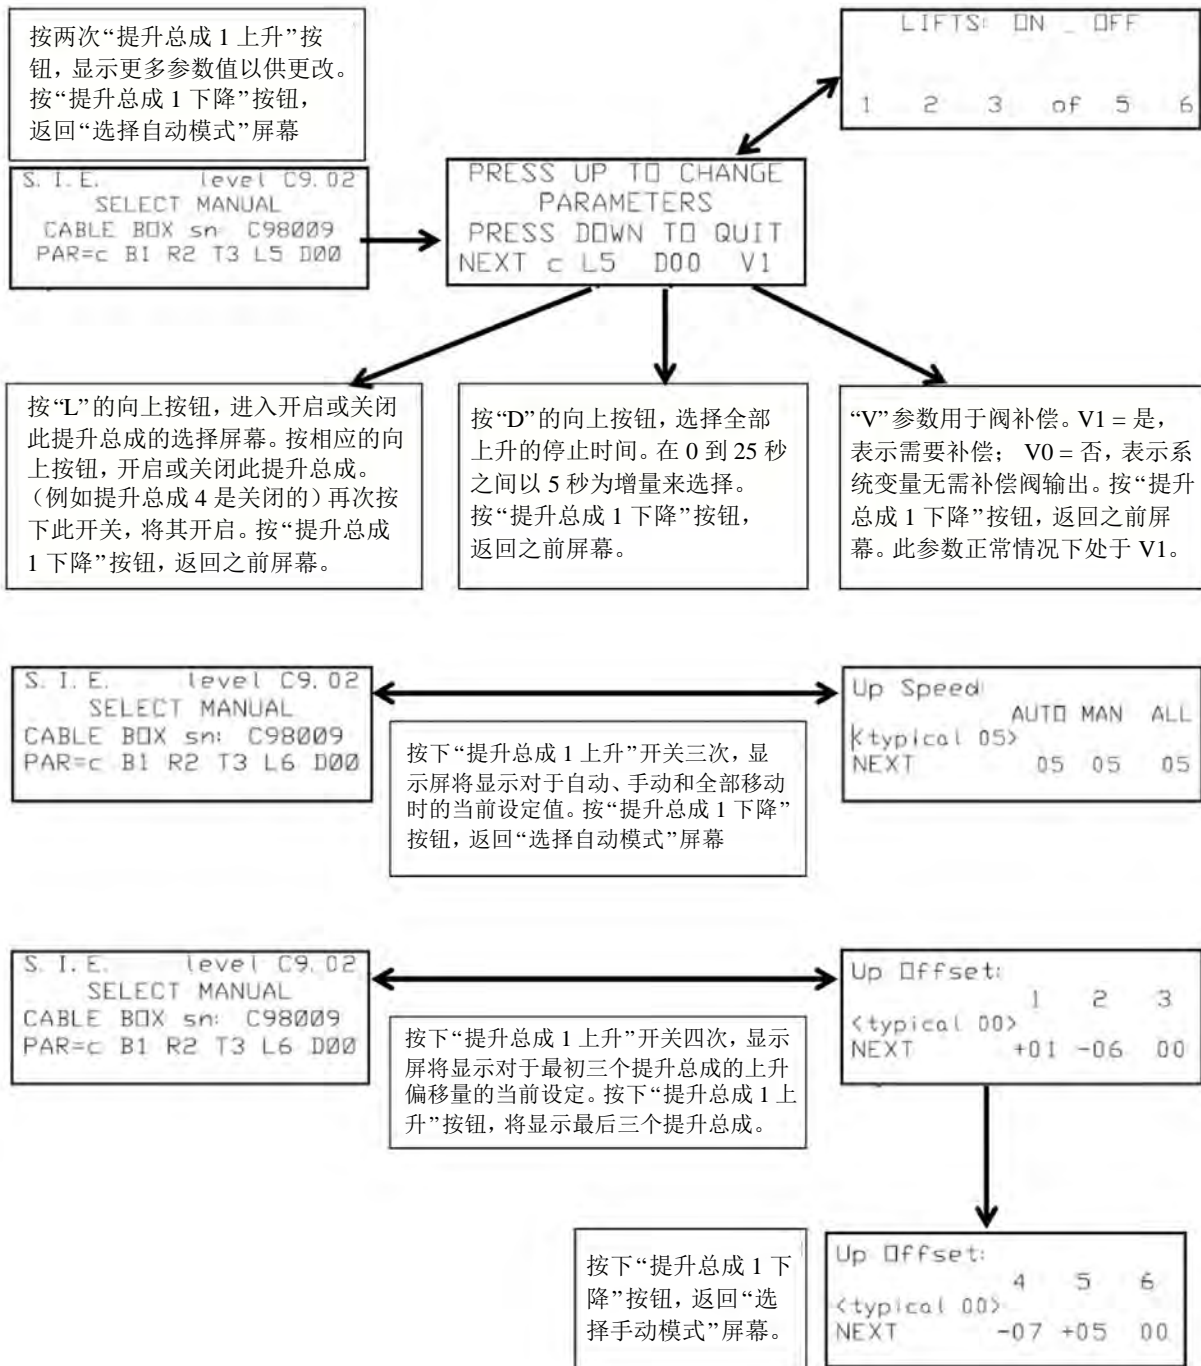 按两次“提升总成 1 上升”按
钮，显示更多参数值以供更改。
按“提升总成 1 下降”按钮，
返回“选择自动模式”屏幕
LIFTS: ON _ OFF
1 2 3 of 5 6
S. I. E. level C9.02
SELECT MANUAL
CABLE BOX sn: C98009
PAR=c B1 R2 T3 L5 D00
PRESS UP TO CHANGE
PARAMETERS
PRESS DOWN TO QUIT
NEXT c L5 D00 V1
按“L”的向上按钮，进入开启或关闭
此提升总成的选择屏幕。按相应的向
上按钮，开启或关闭此提升总成。
（例如提升总成 4 是关闭的）再次按
下此开关，将其开启。按“提升总成
1 下降”按钮，返回之前屏幕。
按“D”的向上按钮，选择全部
上升的停止时间。在 0 到 25 秒
之间以 5 秒为增量来选择。
按“提升总成 1 下降”按钮，
返回之前屏幕。
“V”参数用于阀补偿。V1 = 是，
表示需要补偿； V0 = 否，表示系
统变量无需补偿阀输出。按“提升
总成 1 下降”按钮，返回之前屏
幕。此参数正常情况下处于 V1。
S. I. E. level C9.02
SELECT MANUAL
CABLE BOX sn: C98009
PAR=c B1 R2 T3 L6 D00
按下“提升总成 1 上升”开关三次，显
示屏将显示对于自动、手动和全部移动
时的当前设定值。按“提升总成 1 下降”
按钮，返回“选择自动模式”屏幕
Up Speed:
AUTO MAN ALL
<typical 05>
NEXT 05 05 05
S. I. E. level C9.02
SELECT MANUAL
CABLE BOX sn: C98009
PAR=c B1 R2 T3 L6 D00
按下“提升总成 1 上升”开关四次，显示
屏将显示对于最初三个提升总成的上升
偏移量的当前设定。按下“提升总成 1 上
升”按钮，将显示最后三个提升总成。
Up Offset:
1 2 3
<typical 00>
NEXT +01 -06 00
按下“提升总成 1 下
降”按钮，返回“选
择手动模式”屏幕。
Up Offset:
4 5 6
<typical 00>
NEXT -07 +05 00